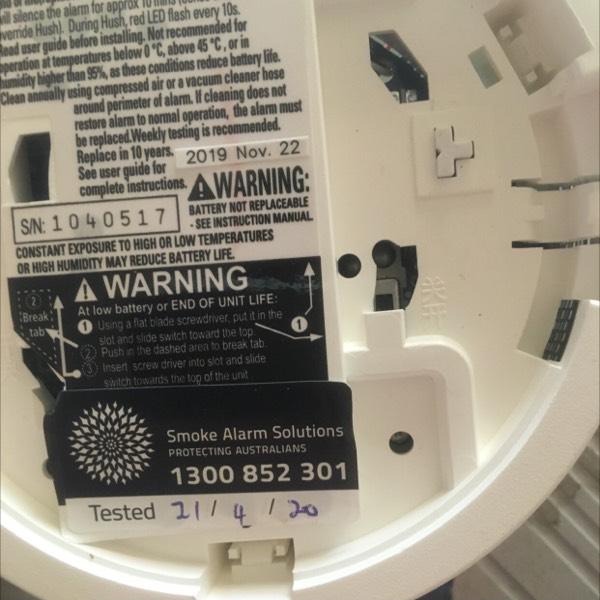 will silence the alarm for approx 10 mins (conditions
override Hush). During Hush, red LED flash every 10s.
Read user guide before installing. Not recommended for
operation at temperatures below 0°C, above 45°C, or in
humidity higher than 95%, as these conditions reduce battery life.
Clean annually using compressed air or a vacuum cleaner hose
around perimeter of alarm. If cleaning does not
restore alarm to normal operation, the alarm must
be replaced.Weekly testing is recommended.
Replace in 10 years.
2019 Nov. 22
See user guide for
complete instructions.
WARNING:
BATTERY NOT REPLACEABLE
- SEE INSTRUCTION MANUAL
S/N: 1040517
CONSTANT EXPOSURE TO HIGH OR LOW TEMPERATURES
OR HIGH HUMIDITY MAY REDUCE BATTERY LIFE.
WARNING
At low battery or END OF UNIT LIFE:
1 Using a flat blade screwdriver, put it in the
slot and slide switch toward the top.
2 Push in the dashed area to break tab.
3 Insert screw driver into slot and slide
switch towards the top of the unit
2
Break
tab
1
Smoke Alarm Solutions
PROTECTING AUSTRALIANS
1300 852 301
Tested 21/4/20